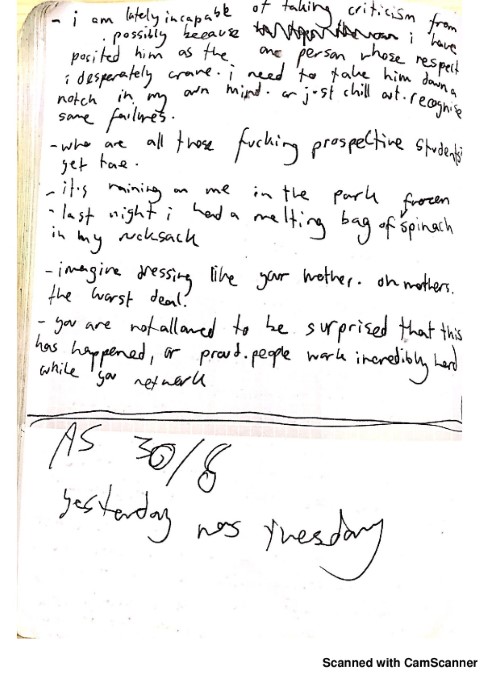 - i am lately incapable of taking criticism from
. possibly because i have
posited him as the one person whose respect
i desperately crave. i need to take him down a
notch in my own mind. or just chill out. recognise
some failures.
- who are all those fucking prospective students
get tae.
- it's raining on me in the park
frozen
- last night i had a melting bag of spinach
in my rucksack
- imagine dressing like your mother. oh mothers.
the worst deal.
- you are not allowed to be surprised that this
has happened, or proud. people work incredibly hard
while you network
AS 30/8
yesterday was Tuesday
Scanned with CamScanner